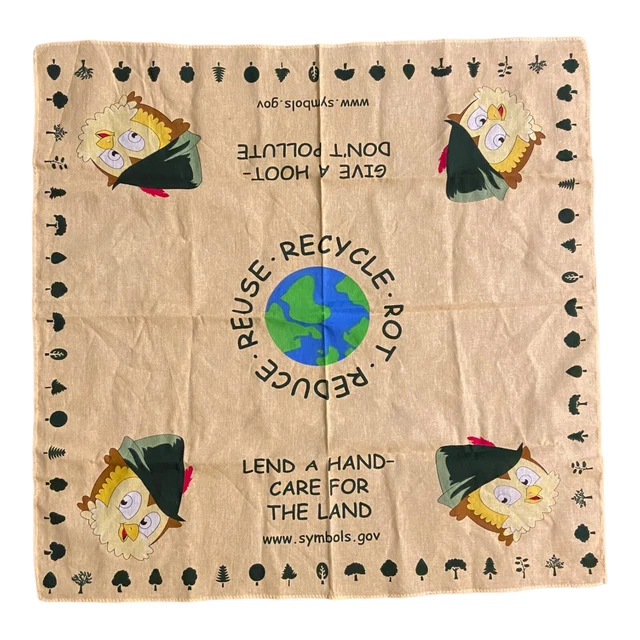 www.symbols.gov
GIVE A HOOT-
DON'T POLLUTE
REDUCE · REUSE · RECYCLE · ROT ·
LEND A HAND-
CARE FOR
THE LAND
www.symbols.gov